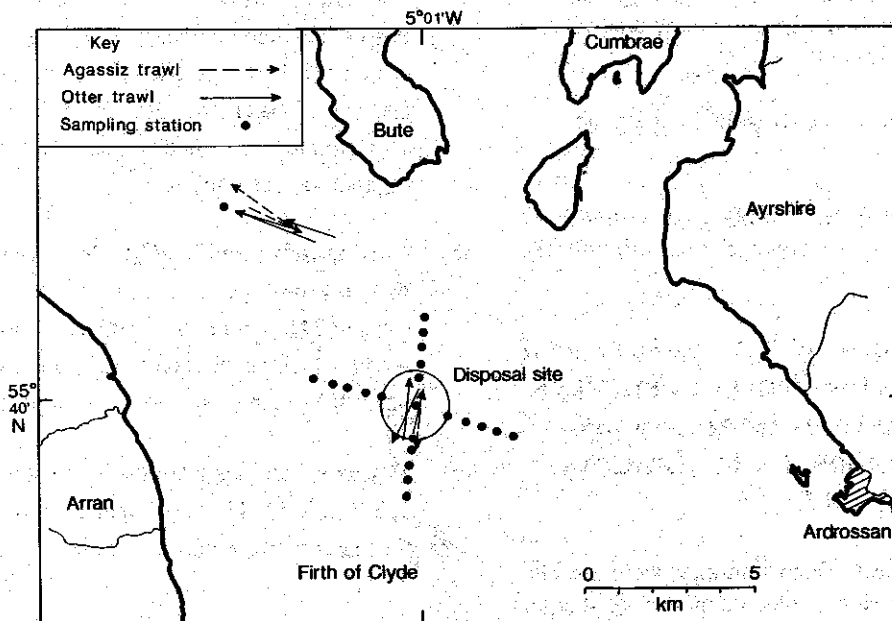 5°01'W
Key
Agassiz trawl
Otter trawl
Sampling station
Bute
Cumbrae
Ayrshire
Disposal site
55°
40'
N
Arran
Ardrossan
Firth of Clyde
0 5
km